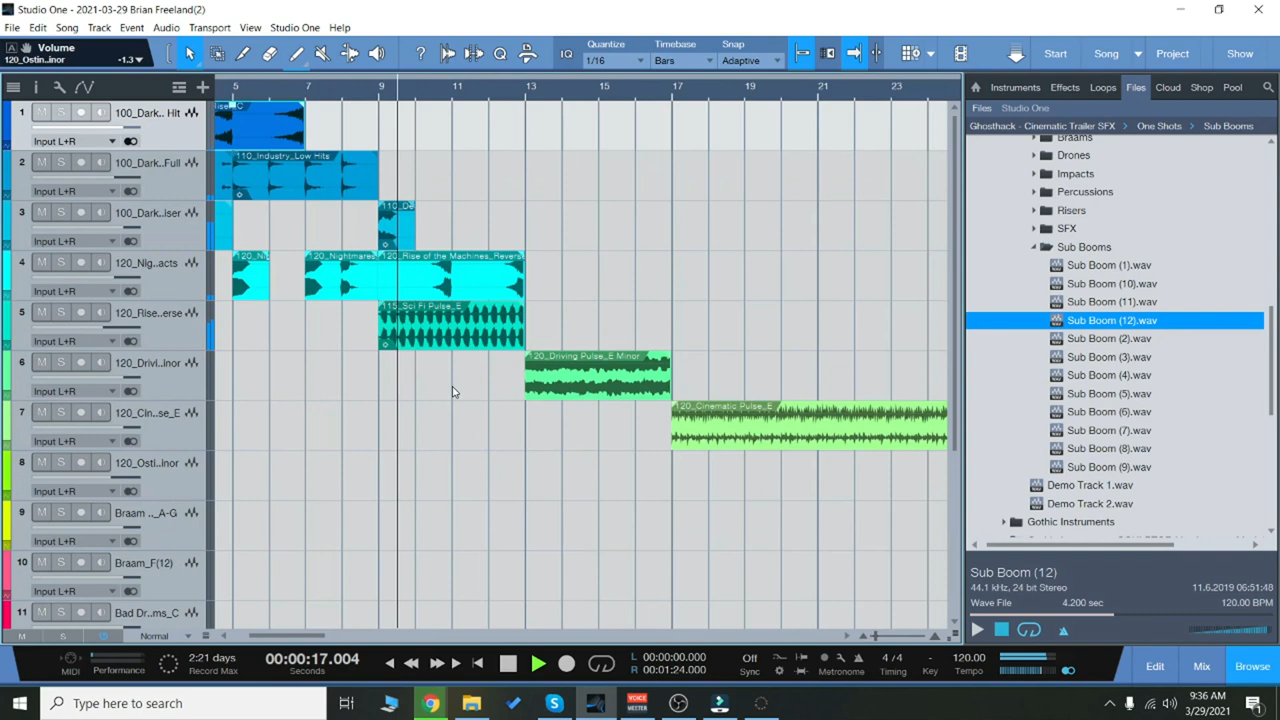 Studio One - 2021-03-29 Brian Freeland(2)
File Edit Song Track Event Audio Transport View Studio One Help
Volume
120_Ostin..inor -1.3
IQ
Quantize
1/16
Timebase
Bars
Snap
Adaptive
Start Song Project Show
5 7 9 11 13 15 17 19 21 23
1 M S 100_Dark.. Hit
Input L+R
2 M S 100_Dark...Full
Input L+R
3 M S 100_Dark...iser
Input L+R
4 M S 120_Nig...acts
Input L+R
5 M S 120_Rise...erse
Input L+R
6 M S 120_Drivi...inor
Input L+R
7 M S 120_Cin...se_E
Input L+R
8 M S 120_Osti..inor
Input L+R
9 M S Braam .._A-G
Input L+R
10 M S Braam_F(12)
Input L+R
11 M S Bad Dr...ms_C
110_Industry_Low Hits
110_De
120_Ni
120_Nightmares
120_Rise of the Machines_Reverse
115_Sci Fi Pulse_E
120_Driving Pulse_E Minor
120_Cinematic Pulse_E
M S Normal
Instruments Effects Loops Files Cloud Shop Pool
Files Studio One
Ghosthack - Cinematic Trailer SFX > One Shots > Sub Booms
Braams
Drones
Impacts
Percussions
Risers
SFX
Sub Booms
Sub Boom (1).wav
Sub Boom (10).wav
Sub Boom (11).wav
Sub Boom (12).wav
Sub Boom (2).wav
Sub Boom (3).wav
Sub Boom (4).wav
Sub Boom (5).wav
Sub Boom (6).wav
Sub Boom (7).wav
Sub Boom (8).wav
Sub Boom (9).wav
Demo Track 1.wav
Demo Track 2.wav
Gothic Instruments
Sub Boom (12)
44.1 kHz, 24 bit Stereo 11.6.2019 06:51:48
Wave File 4.200 sec 120.00 BPM
MIDI
Performance
2:21 days
Record Max
00:00:17.004
Seconds
L 00:00:00.000
R 00:01:24.000
Off
Sync
Metronome
4 / 4
Timing
-
Key
120.00
Tempo
Edit Mix Browse
Type here to search
9:36 AM
3/29/2021